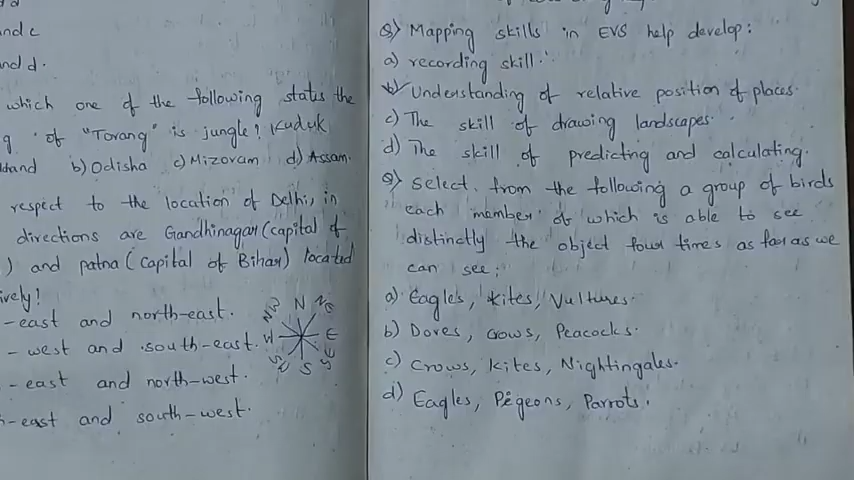 and c
and d.
which one of the following states the
g of "Torang" is jungle? Kuduk
b) Odisha c) Mizoram d) Assam.
respect to the location of Delhi, in
directions are Gandhinagar (capital of
) and patna (capital of Bihar) located
ively?
-east and north-east.
- west and south-east.
- east and north-west.
-east and south-west.
NW N NE
W E
SW S SE
Q) Mapping skills in EVS help develop:
a) recording skill.
b) Understanding of relative position of places.
c) The skill of drawing landscapes.
d) The skill of predicting and calculating.
Q) Select from the following a group of birds
each member of which is able to see
distinctly the object four times as far as we
can see:
a) Eagles, Kites, Vultures.
b) Doves, Crows, Peacocks.
c) Crows, Kites, Nightingales.
d) Eagles, Pigeons, Parrots.